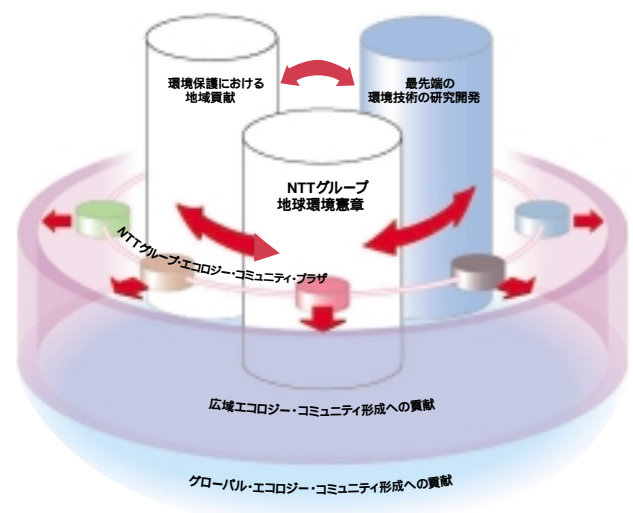 環境保護における
地域貢献
最先端の
環境技術の研究開発
NTTグループ
地球環境憲章
NTTグループ・エコロジー・コミュニティ・プラザ
広域エコロジー・コミュニティ形成への貢献
グローバル・エコロジー・コミュニティ形成への貢献